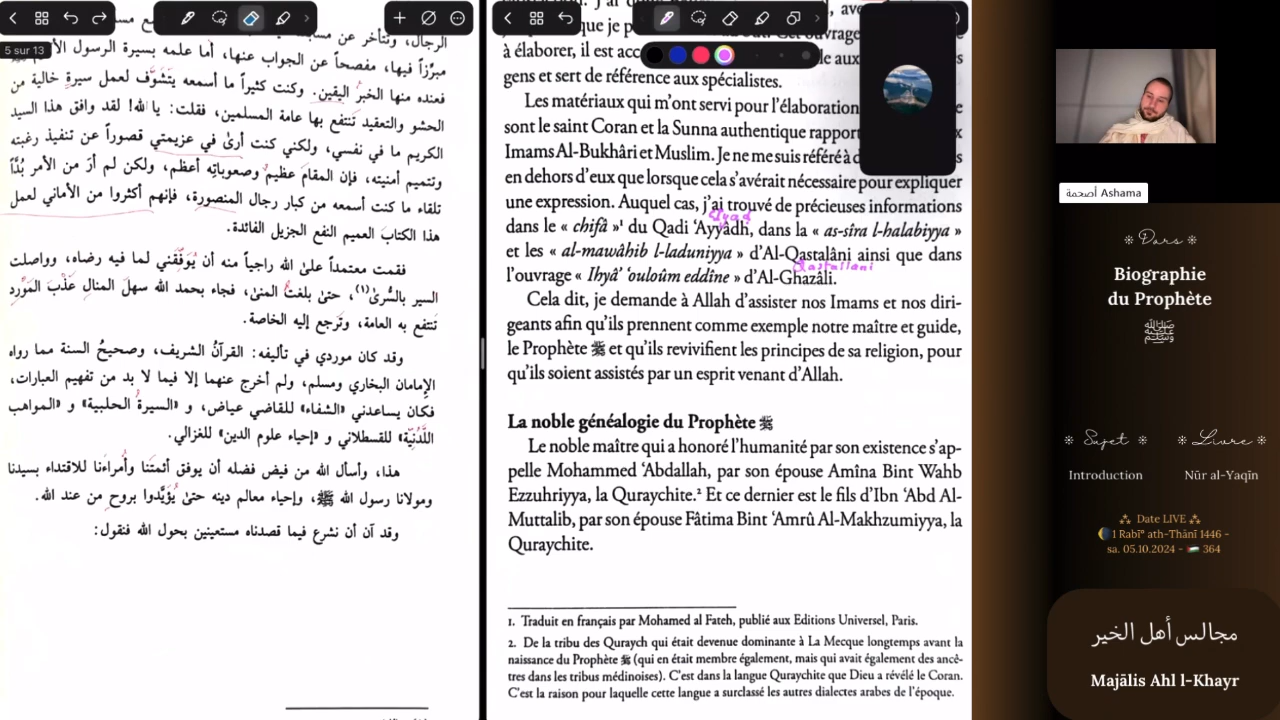 5 sur 13
الرجال، وتتأخر عن
مبرِّزاً فيها، مفصحاً عن الجواب عنها، أما علمه بسيرة الرسول
فعنده منها الخبرُ اليقين. وكنت كثيراً ما أسمعه يتشوَّف لعمل سيرةٍ خالية من
الحشو والتعقيد تنتفع بها عامة المسلمين، فقلت: يا الله! لقد وافق هذا السيد
الكريم ما في نفسي، ولكني كنت أرىٰ في عزيمتي قصوراً عن تنفيذ رغبته
وتتميم أمنيته، فإن المقامَ عظيمٌ وصعوباتِه أعظم، ولكن لم أرَ من الأمر بُدًّا
تلقاء ما كنت أسمعه من كبار رجال المنصورة، فإنهم أكثروا من الأماني لعمل
هذا الكتاب العميم النفع الجزيل الفائدة.
فقمت معتمداً علىٰ الله راجياً منه أن يُوَفِّقَني لما فيه رضاه، وواصلت
السير بالسُّرىٰ(١)، حتىٰ بلغتُ المنىٰ، فجاء بحمد الله سهلَ المنالِ عَذْبَ المَوْرِد
تنتفع به العامة، وترجع إليه الخاصة.
وقد كان موردي في تأليفه: القرآنُ الشريف، وصحيحُ السنة مما رواه
الإمامان البخاري ومسلم، ولم أخرج عنهما إلا فيما لا بد من تفهيم العبارات،
فكان يساعدني «الشفاء» للقاضي عياض، و «السيرةُ الحلبية» و «المواهب
اللَّدُنِّيَة» للقسطلاني و «إحياء علوم الدين» للغزالي.
هذا، وأسأل الله من فيض فضله أن يوفق أئمتَنا وأُمراءَنا للاقتداء بسيدنا
ومولانا رسول الله ﷺ، وإحياء معالم دينه حتىٰ يُؤَيَّدوا بروح من عند الله.
وقد آن أن نشرع فيما قصدناه مستعينين بحول الله فنقول:
à élaborer, il est
gens et sert de référence aux spécialistes.
Les matériaux qui m'ont servi pour l'élaboration
sont le saint Coran et la Sunna authentique
Imams Al-Bukhâri et Muslim. Je ne me suis référé à
en dehors d'eux que lorsque cela s'avérait nécessaire pour expliquer
une expression. Auquel cas, j'ai trouvé de précieuses informations
dans le « chifâ »¹ du Qadi 'Ayyâdh, dans la « as-sîra l-halabiyya »
et les « al-mawâhib l-laduniyya » d'Al-Qastalâni ainsi que dans
Qastallani
l'ouvrage « Ihyâ' 'ouloûm eddîne » d'Al-Ghazâli.
Cela dit, je demande à Allah d'assister nos Imams et nos diri-
geants afin qu'ils prennent comme exemple notre maître et guide,
le Prophète ﷺ et qu'ils revivifient les principes de sa religion, pour
qu'ils soient assistés par un esprit venant d'Allah.
La noble généalogie du Prophète ﷺ
Le noble maître qui a honoré l'humanité par son existence s'ap-
pelle Mohammed 'Abdallah, par son épouse Amîna Bint Wahb
Ezzuhriyya, la Quraychite.² Et ce dernier est le fils d'Ibn 'Abd Al-
Muttalib, par son épouse Fâtima Bint 'Amrû Al-Makhzumiyya, la
Quraychite.
1. Traduit en français par Mohamed al Fateh, publié aux Editions Universel, Paris.
2. De la tribu des Quraych qui était devenue dominante à La Mecque longtemps avant la
naissance du Prophète ﷺ (qui en était membre également, mais qui avait également des ancê-
tres dans les tribus médinoises). C'est dans la langue Quraychite que Dieu a révélé le Coran.
C'est la raison pour laquelle cette langue a surclassé les autres dialectes arabes de l'époque.
أصحمة Ashama
Dars
Biographie
du Prophète
ﷺ
Sujet
Introduction
Livre
Nūr al-Yaqīn
Date LIVE
1 Rabīʿ ath-Thānī 1446 -
sa. 05.10.2024 - 🇵🇸 364
مجالس أهل الخير
Majālis Ahl l-Khayr